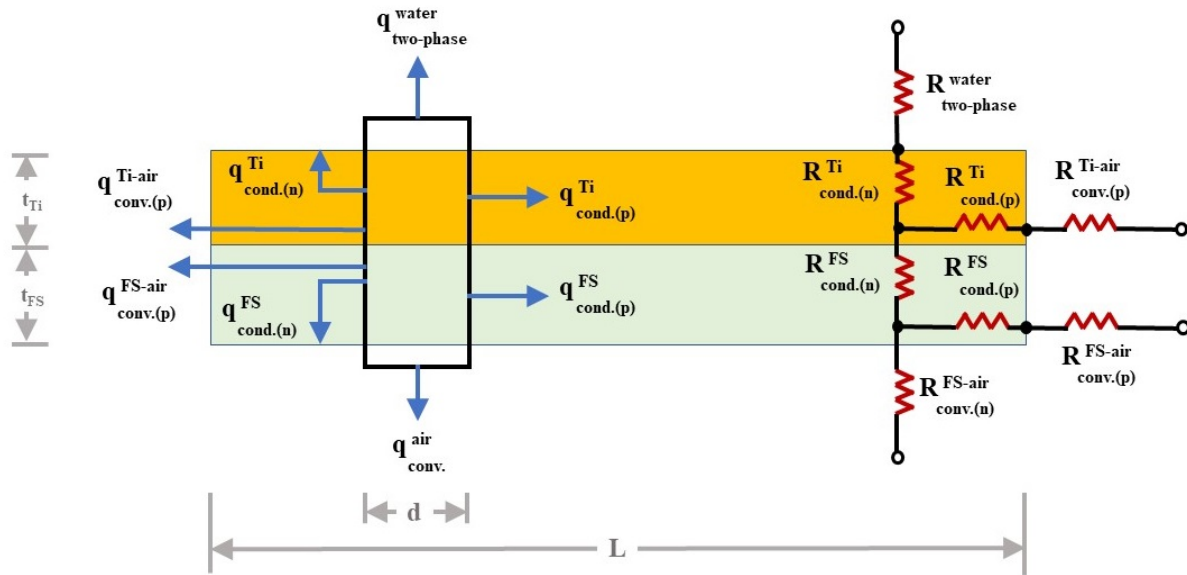 q water
two-phase
R water
two-phase
q Ti
cond.(n)
q Ti-air
conv.(p)
t Ti
q Ti
cond.(p)
R Ti
cond.(n)
R Ti
cond.(p)
R Ti-air
conv.(p)
q FS-air
conv.(p)
t FS
q FS
cond.(n)
q FS
cond.(p)
R FS
cond.(n)
R FS
cond.(p)
R FS-air
conv.(p)
R FS-air
conv.(n)
q air
conv.
d
L